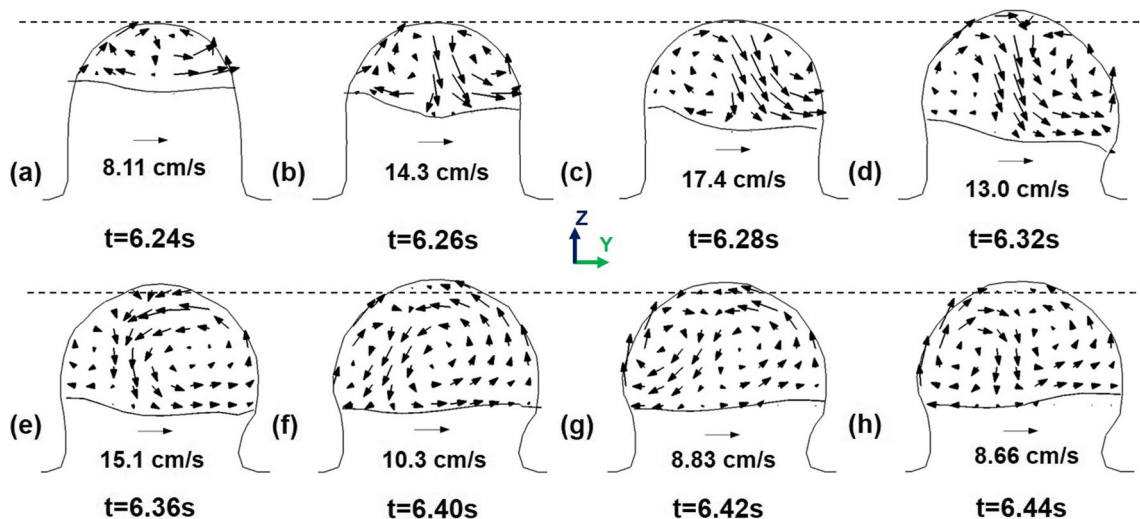 (a)
8.11 cm/s
t=6.24s
(b)
14.3 cm/s
t=6.26s
(c)
17.4 cm/s
t=6.28s
(d)
13.0 cm/s
t=6.32s
Z
Y
(e)
15.1 cm/s
t=6.36s
(f)
10.3 cm/s
t=6.40s
(g)
8.83 cm/s
t=6.42s
(h)
8.66 cm/s
t=6.44s